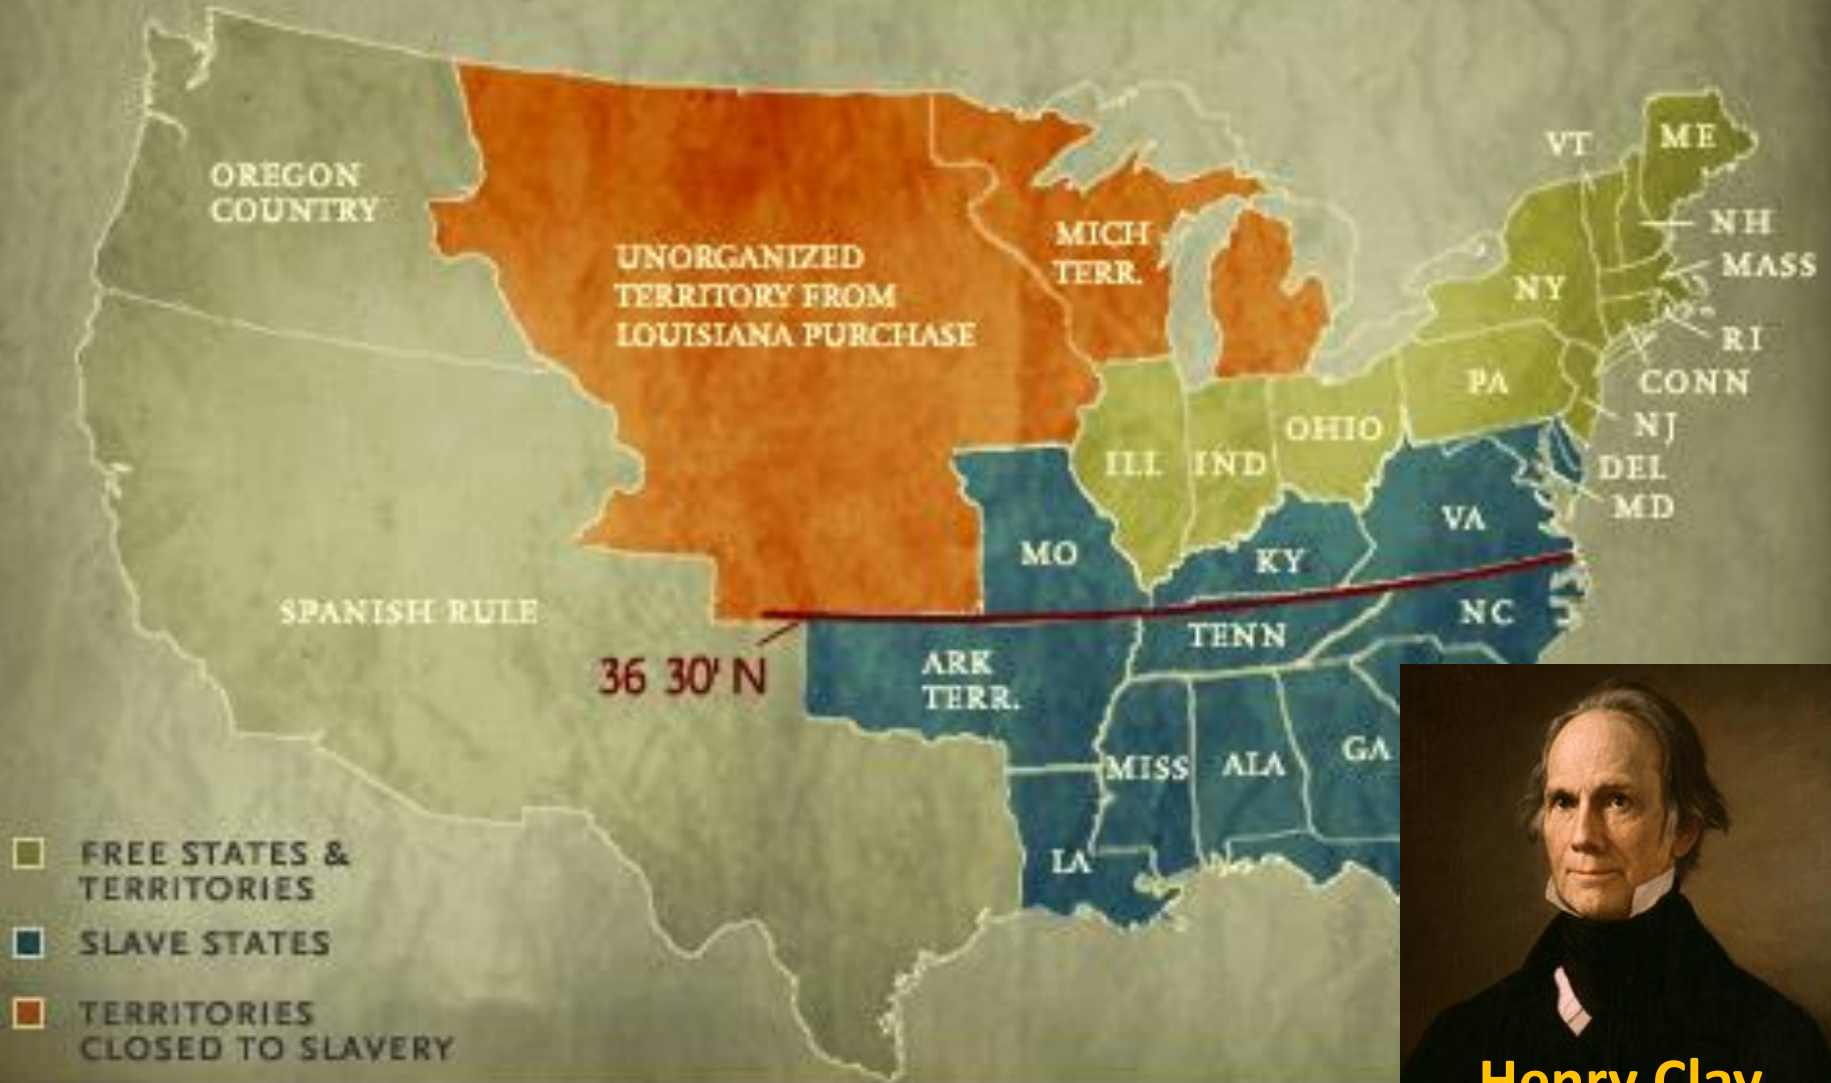 OREGON
COUNTRY
UNORGANIZED
TERRITORY FROM
LOUISIANA PURCHASE
MICH
TERR.
VT
ME
NH
MASS
NY
RI
CONN
PA
NJ
OHIO
ILL
IND
DEL
MD
VA
MO
KY
SPANISH RULE
NC
TENN
36 30' N
ARK
TERR.
MISS
ALA
GA
LA
FREE STATES &
TERRITORIES
SLAVE STATES
TERRITORIES
CLOSED TO SLAVERY
Henry Clay